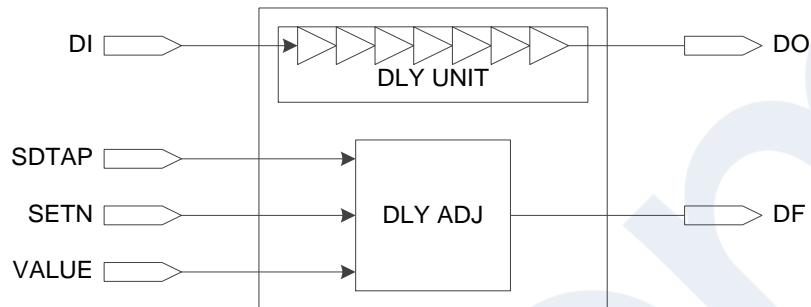 DI
DO
DLY UNIT
SDTAP
SETN
DLY ADJ
DF
VALUE